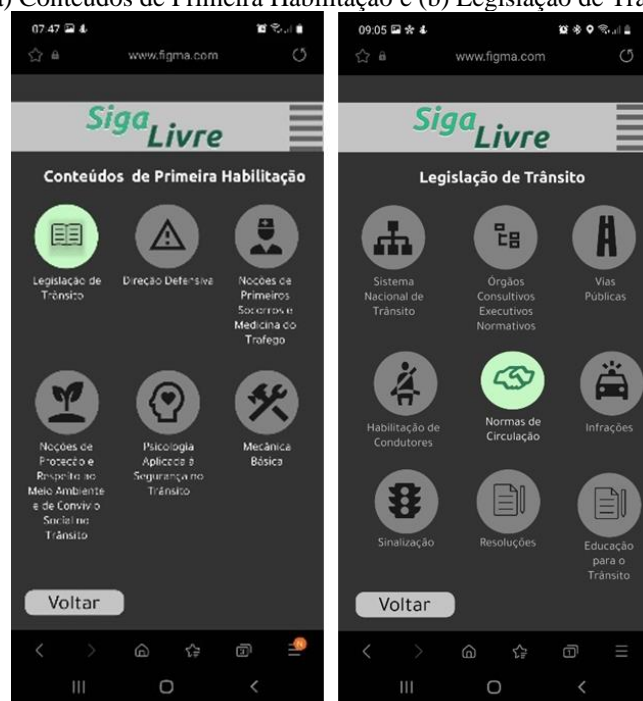 a) Conteúdos de Primeira Habilitação e (b) Legislação de Trâ
07:47
www.figma.com
Siga
Livre
Conteúdos de Primeira Habilitação
Legislação de
Trânsito
Direção Defensiva
Noções de
Primeiros
Socorros e
Medicina do
Trafego
Noções de
Proteção e
Respeito ao
Meio Ambiente
e de Convívio
Social no
Trânsito
Psicologia
Aplicada à
Segurança no
Trânsito
Mecânica
Básica
Voltar
09:05
www.figma.com
Siga
Livre
Legislação de Trânsito
Sistema
Nacional de
Trânsito
Órgãos
Consultivos
Executivos
Normativos
Vias
Públicas
Habilitação de
Condutores
Normas de
Circulação
Infrações
Sinalização
Resoluções
Educação
para o
Trânsito
Voltar